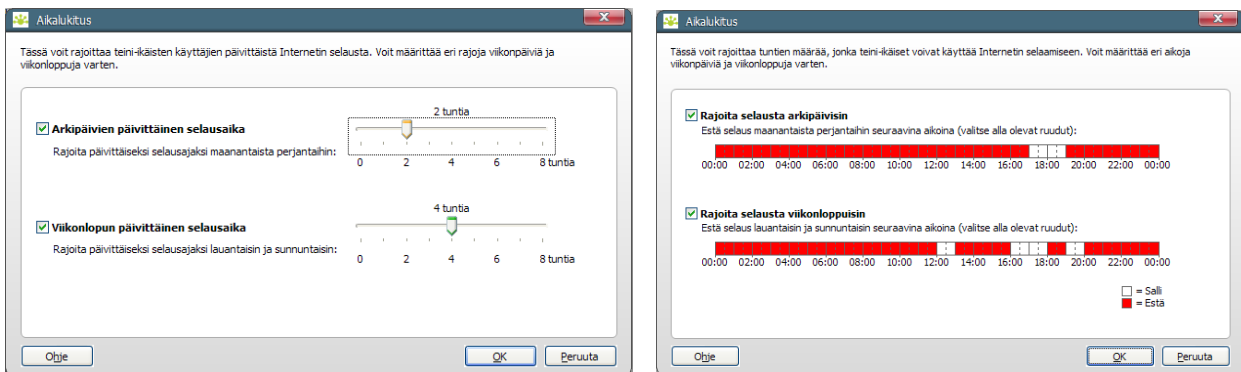 Aikalukitus
Tässä voit rajoittaa teini-ikäisten käyttäjien päivittäistä Internetin selausta. Voit määrittää eri rajoja viikonpäiviä ja
viikonloppuja varten.
2 tuntia
Arkipäivien päivittäinen selausaika
Rajoita päivittäiseksi selausajaksi maanantaista perjantaihin:
0 2 4 6 8 tuntia
4 tuntia
Viikonlopun päivittäinen selausaika
Rajoita päivittäiseksi selausajaksi lauantaisin ja sunnuntaisin:
0 2 4 6 8 tuntia
Ohje OK Peruuta
Aikalukitus
Tässä voit rajoittaa tuntien määrää, jonka teini-ikäiset voivat käyttää Internetin selaamiseen. Voit määrittää eri aikoja
viikonpäiviä ja viikonloppuja varten.
Rajoita selausta arkipäivisin
Estä selaus maanantaista perjantaihin seuraavina aikoina (valitse alla olevat ruudut):
00:00 02:00 04:00 06:00 08:00 10:00 12:00 14:00 16:00 18:00 20:00 22:00 00:00
Rajoita selausta viikonloppuisin
Estä selaus lauantaisin ja sunnuntaisin seuraavina aikoina (valitse alla olevat ruudut):
00:00 02:00 04:00 06:00 08:00 10:00 12:00 14:00 16:00 18:00 20:00 22:00 00:00
= Salli
= Estä
Ohje OK Peruuta